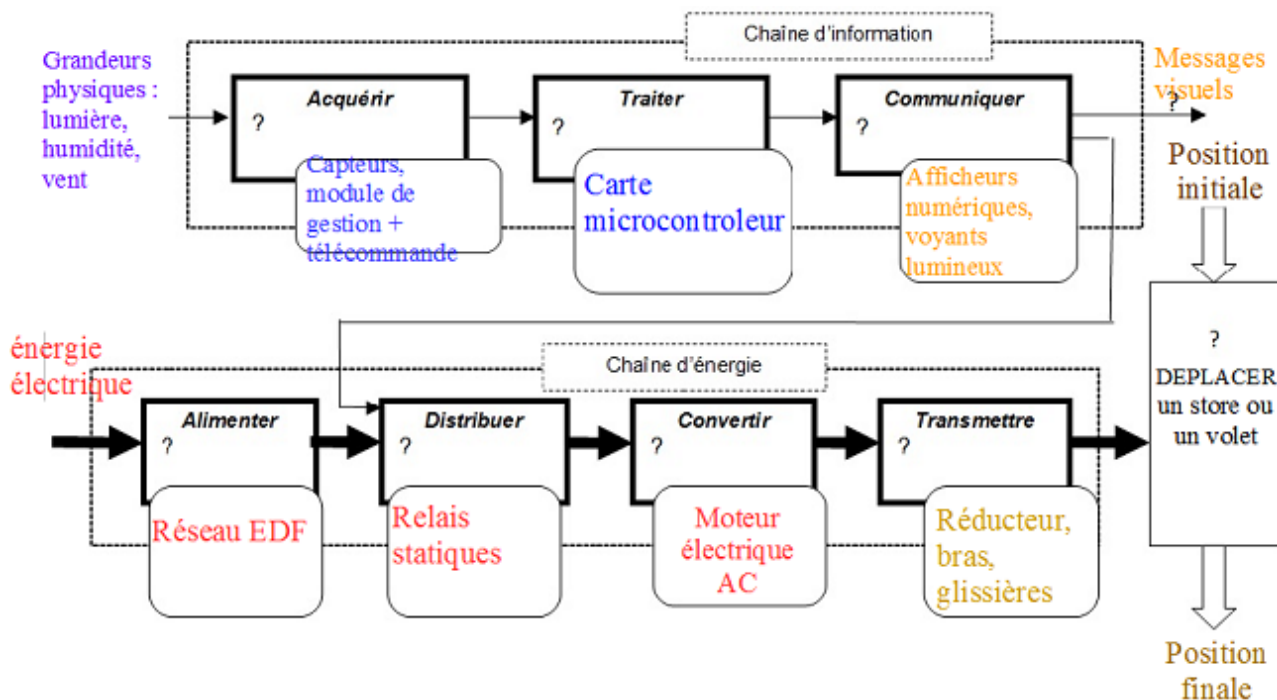 Chaîne d'information
Grandeurs
physiques :
lumière,
humidité,
vent
Acquérir
?
Capteurs,
module de
gestion +
télécommande
Traiter
?
Carte
microcontroleur
Communiquer
?
Afficheurs
numériques,
voyants
lumineux
Messages
visuels
?
Position
initiale
énergie
électrique
Chaîne d'énergie
Alimenter
?
Réseau EDF
Distribuer
?
Relais
statiques
Convertir
?
Moteur
électrique
AC
Transmettre
?
Réducteur,
bras,
glissières
?
DEPLACER
un store ou
un volet
Position
finale